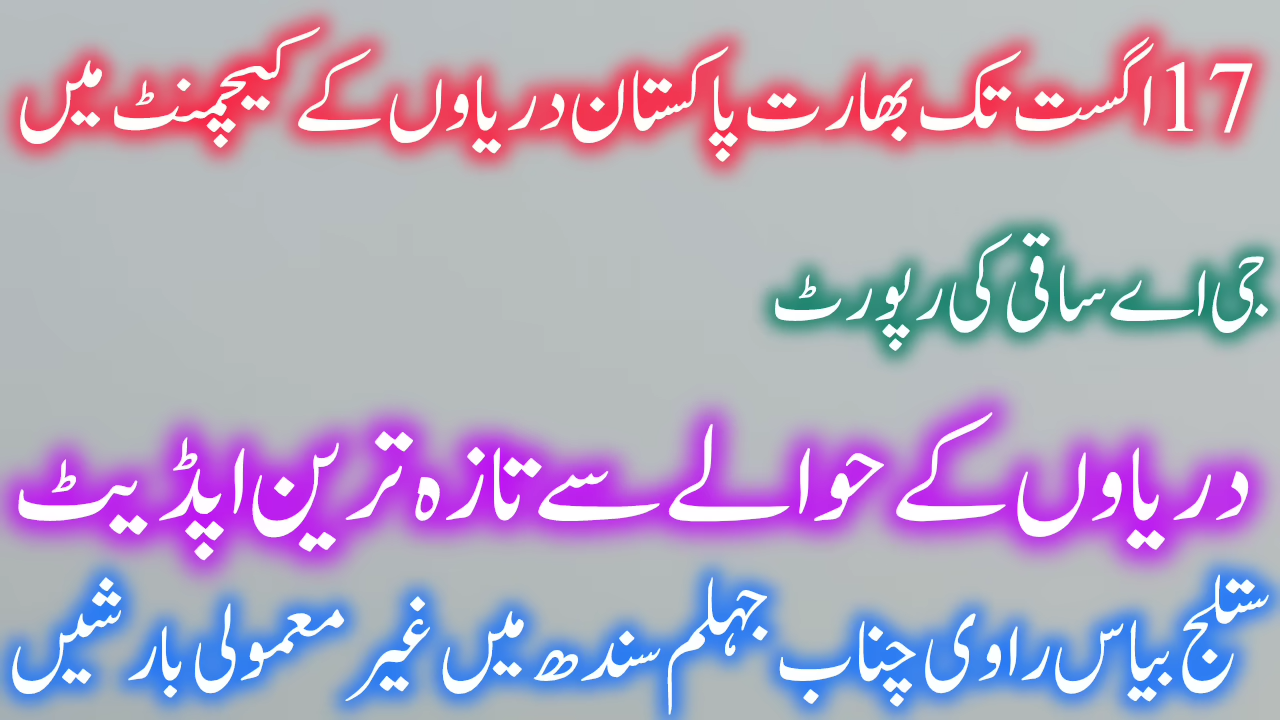 17 اگست تک بھارت پاکستان دریاوں کے کیچمنٹ میں
جی اے ساقی کی رپورٹ
دریاوں کے حوالے سے تازہ ترین اپڈیٹ
ستلج بیاس راوی چناب جہلم سندھ میں غیر معمولی بارشیں